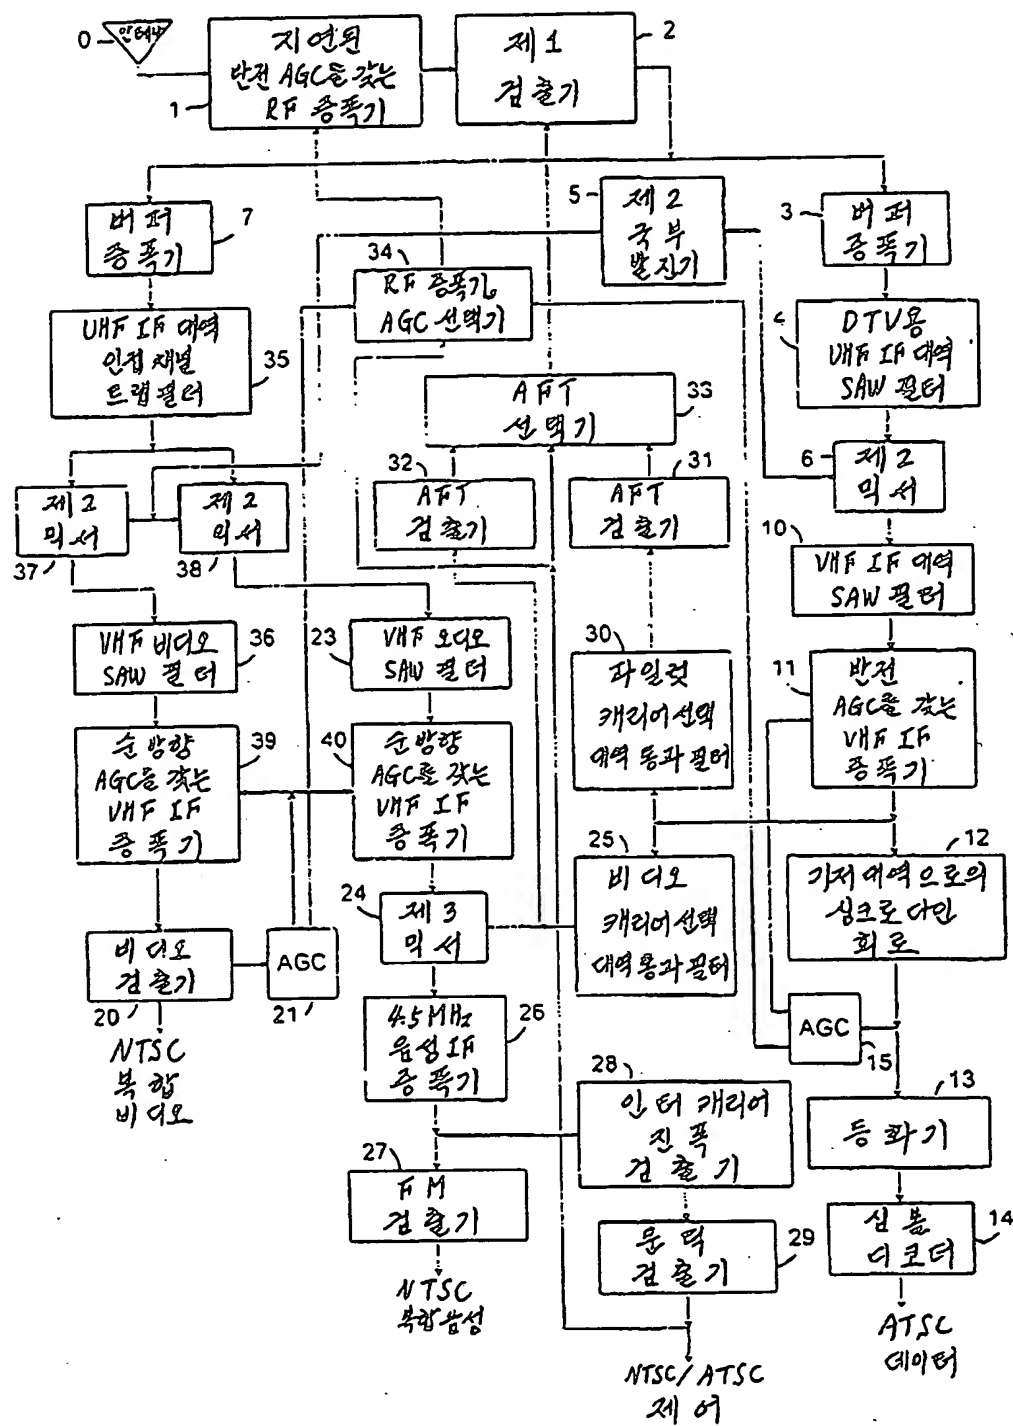 0
안테나
지연된
반전 AGC를 갖는
RF 증폭기
1
제 1
검출기
2
버퍼
증폭기
7
5
제 2
국부
발진기
3
버퍼
증폭기
34
RF 증폭기
AGC 선택기
UHF IF 대역
인접 채널
트랩 필터
35
4
DTV용
UHF IF 대역
SAW 필터
AFT
선택기
33
제 2
믹서
37
제 2
믹서
38
32
AFT
검출기
31
AFT
검출기
6
제 2
믹서
10
VHF IF 대역
SAW 필터
VHF 비디오
SAW 필터
36
23
VHF 오디오
SAW 필터
30
파일럿
캐리어 선택
대역 통과 필터
11
반전
AGC를 갖는
VHF IF
증폭기
순방향
AGC를 갖는
VHF IF
증폭기
39
40
순방향
AGC를 갖는
VHF IF
증폭기
25
비디오
캐리어 선택
대역 통과 필터
12
기저 대역으로의
싱크로다인
회로
비디오
검출기
20
AGC
21
24
제 3
믹서
4.5MHz
음성 IF
증폭기
26
AGC
15
NTSC
복합
비디오
28
인터 캐리어
진폭
검출기
13
등화기
27
FM
검출기
문턱
검출기
29
심볼
디코더
14
NTSC
복합음성
NTSC/ATSC
제어
ATSC
데이터